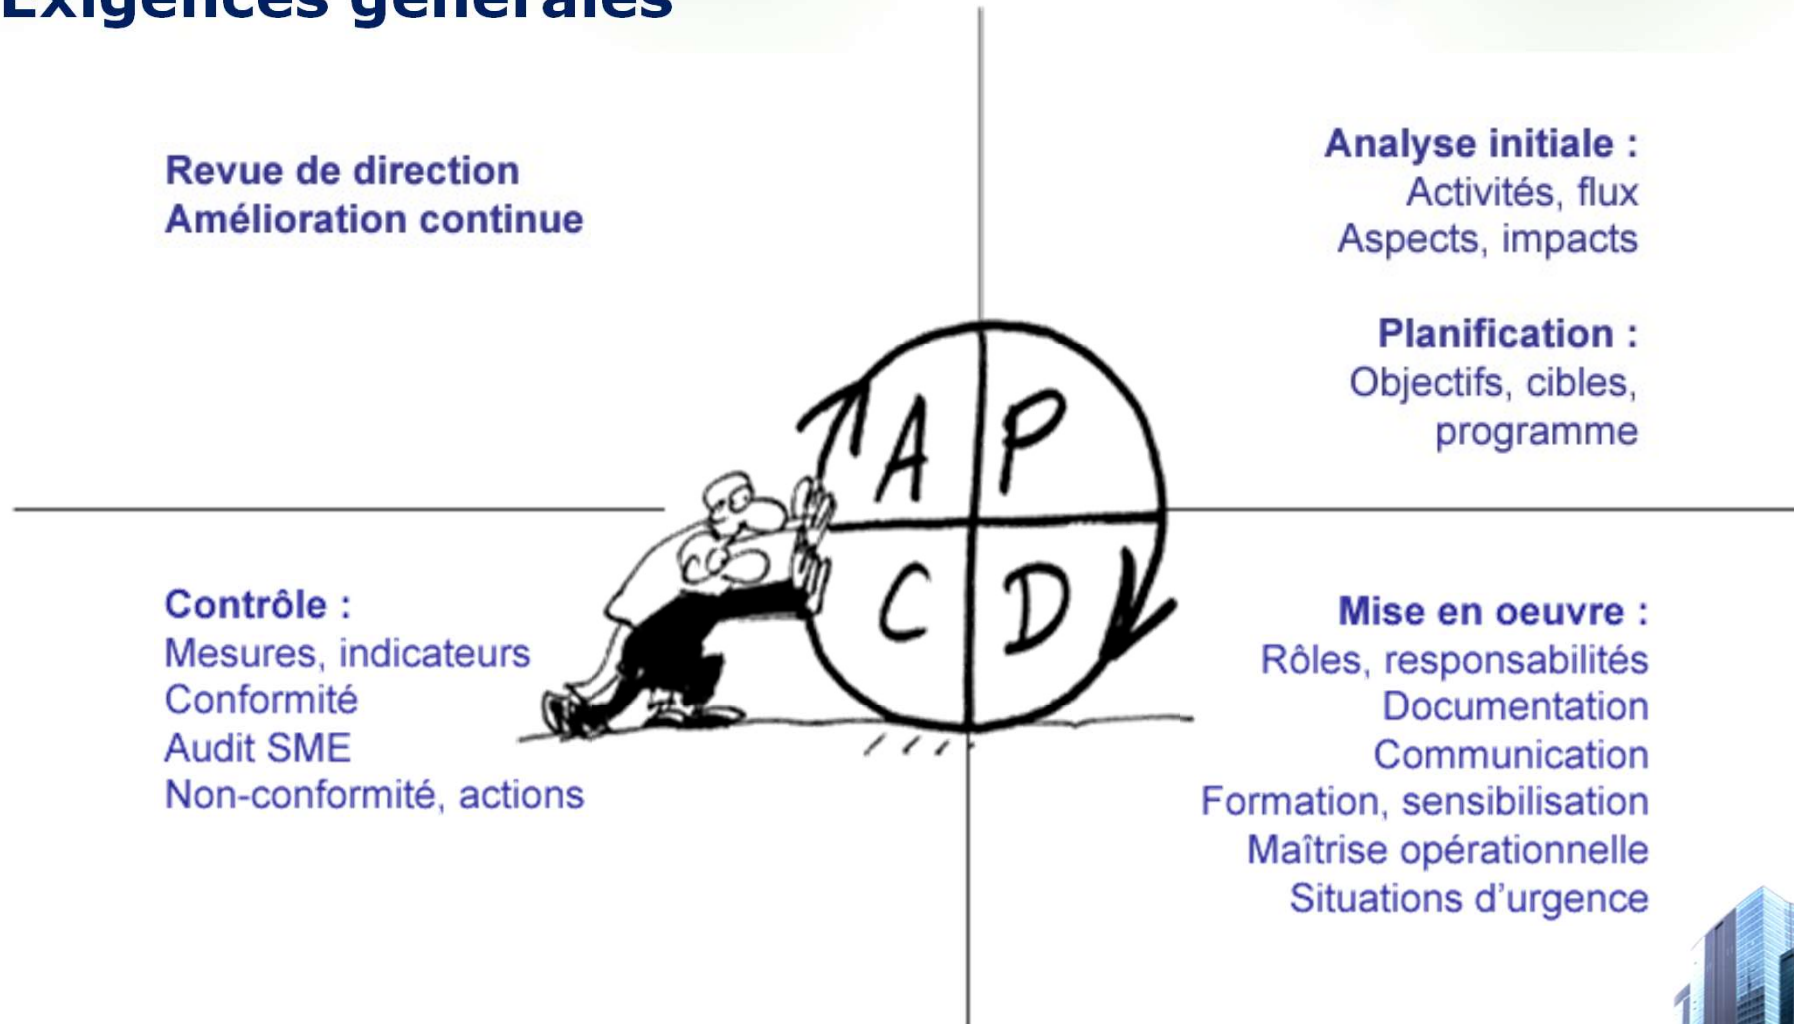 Exigences générales
Revue de direction
Amélioration continue
Analyse initiale :
Activités, flux
Aspects, impacts
Planification :
Objectifs, cibles,
programme
A P
C D
Contrôle :
Mesures, indicateurs
Conformité
Audit SME
Non-conformité, actions
Mise en oeuvre :
Rôles, responsabilités
Documentation
Communication
Formation, sensibilisation
Maîtrise opérationnelle
Situations d'urgence